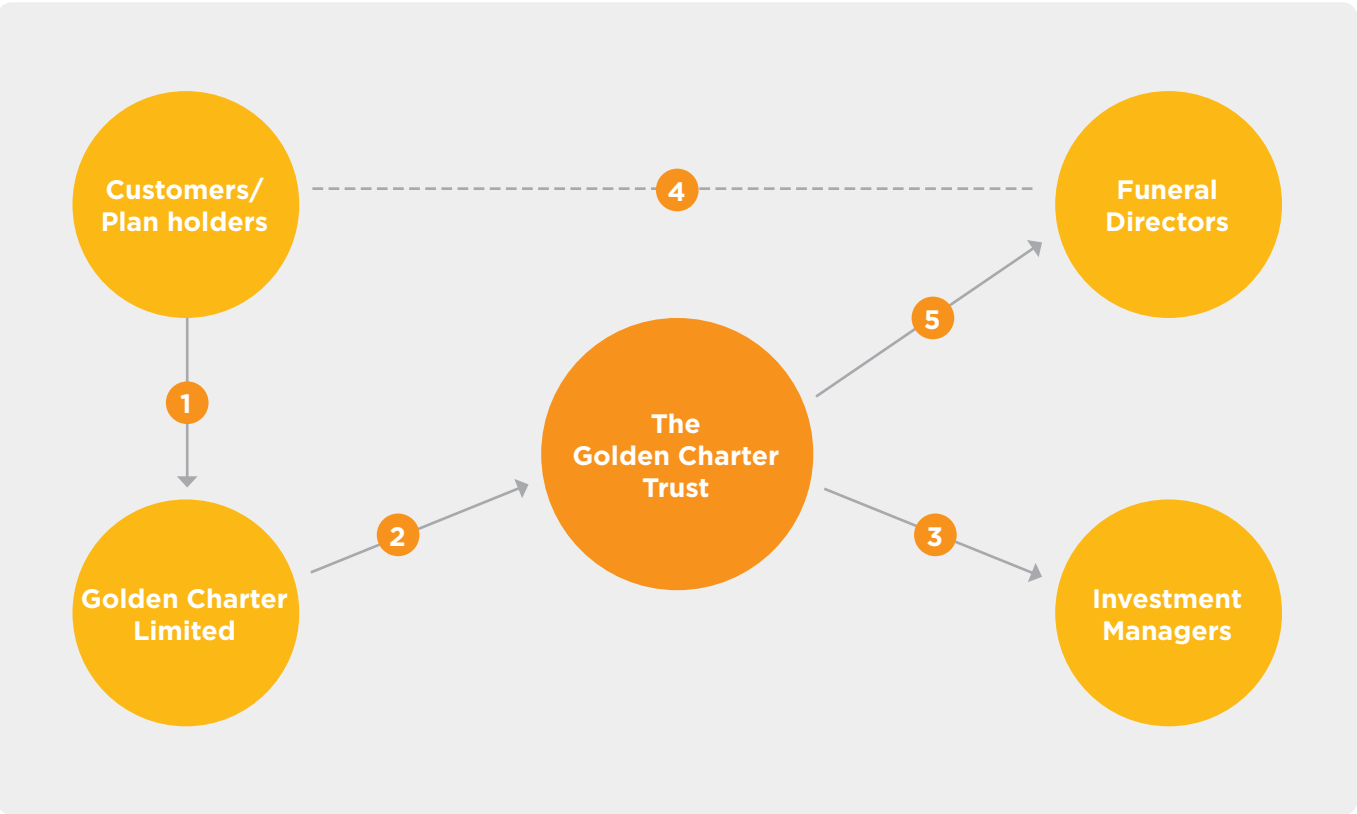 Customers/
Plan holders
4
Funeral
Directors
1
5
The
Golden Charter
Trust
2
3
Golden Charter
Limited
Investment
Managers